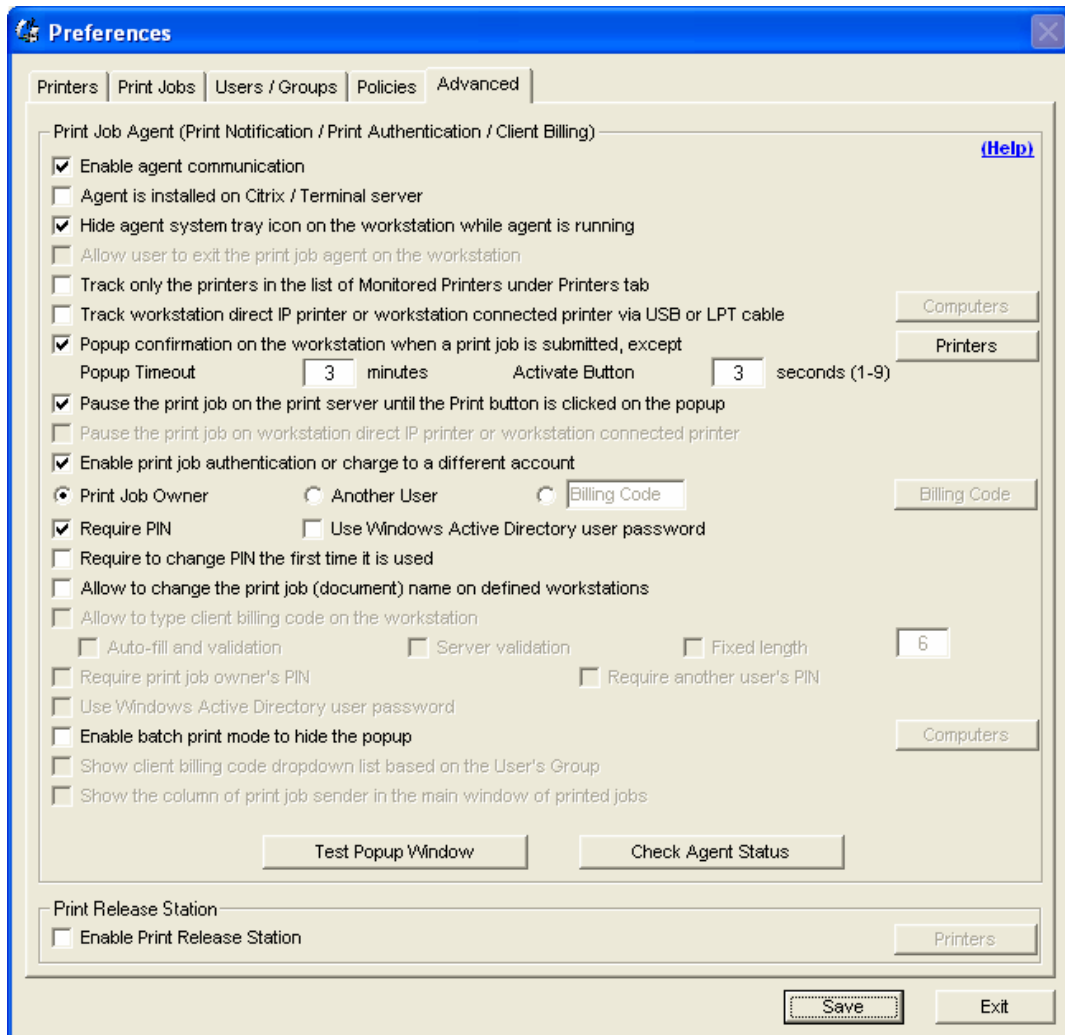 Preferences
Printers Print Jobs Users / Groups Policies Advanced
Print Job Agent (Print Notification / Print Authentication / Client Billing)
(Help)
Enable agent communication
Agent is installed on Citrix / Terminal server
Hide agent system tray icon on the workstation while agent is running
Allow user to exit the print job agent on the workstation
Track only the printers in the list of Monitored Printers under Printers tab
Track workstation direct IP printer or workstation connected printer via USB or LPT cable Computers
Popup confirmation on the workstation when a print job is submitted, except Printers
Popup Timeout 3 minutes Activate Button 3 seconds (1-9)
Pause the print job on the print server until the Print button is clicked on the popup
Pause the print job on workstation direct IP printer or workstation connected printer
Enable print job authentication or charge to a different account
Print Job Owner Another User Billing Code Billing Code
Require PIN Use Windows Active Directory user password
Require to change PIN the first time it is used
Allow to change the print job (document) name on defined workstations
Allow to type client billing code on the workstation
Auto-fill and validation Server validation Fixed length 6
Require print job owner's PIN Require another user's PIN
Use Windows Active Directory user password
Enable batch print mode to hide the popup Computers
Show client billing code dropdown list based on the User's Group
Show the column of print job sender in the main window of printed jobs
Test Popup Window Check Agent Status
Print Release Station
Enable Print Release Station Printers
Save Exit